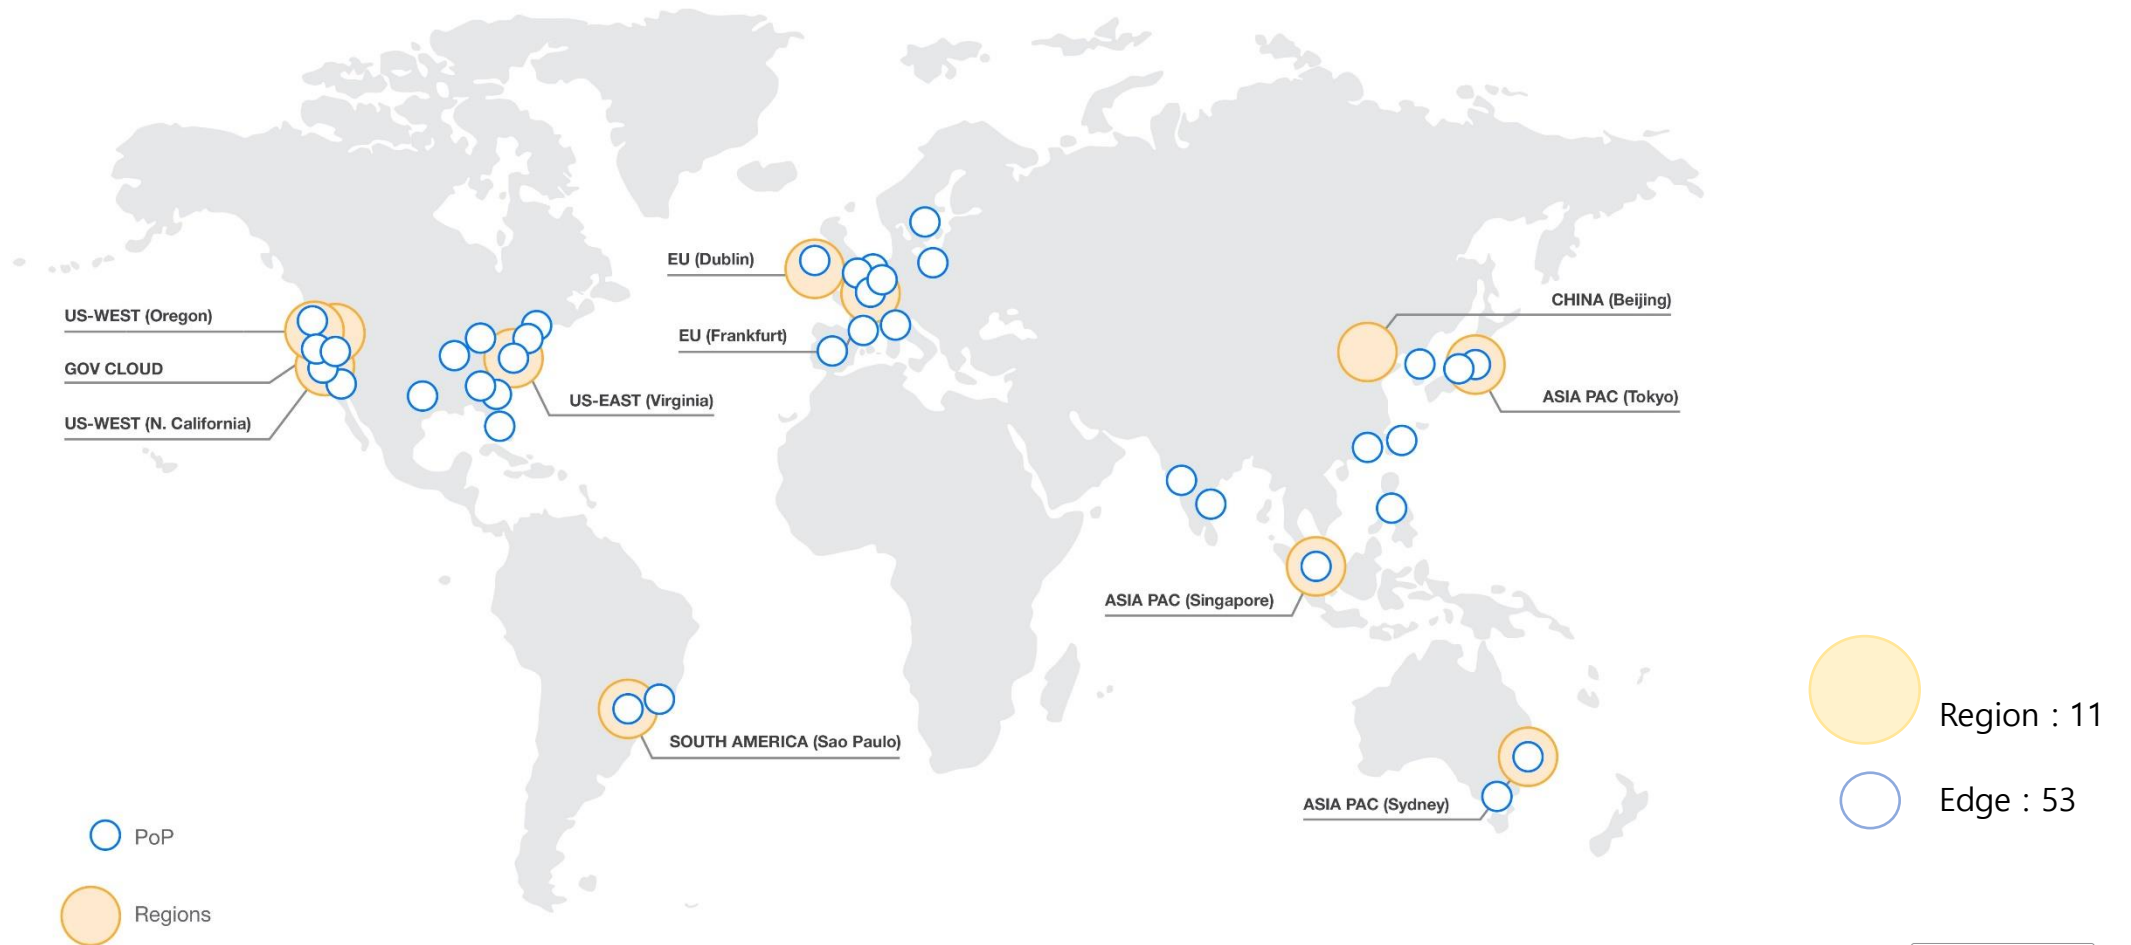 EU (Dublin)
CHINA (Beijing)
US-WEST (Oregon)
EU (Frankfurt)
GOV CLOUD
US-EAST (Virginia)
ASIA PAC (Tokyo)
US-WEST (N. California)
ASIA PAC (Singapore)
SOUTH AMERICA (Sao Paulo)
ASIA PAC (Sydney)
Region : 11
Edge : 53
PoP
Regions